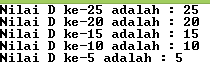 Nilai D ke-25 adalah : 25
Nilai D ke-20 adalah : 20
Nilai D ke-15 adalah : 15
Nilai D ke-10 adalah : 10
Nilai D ke-5 adalah : 5